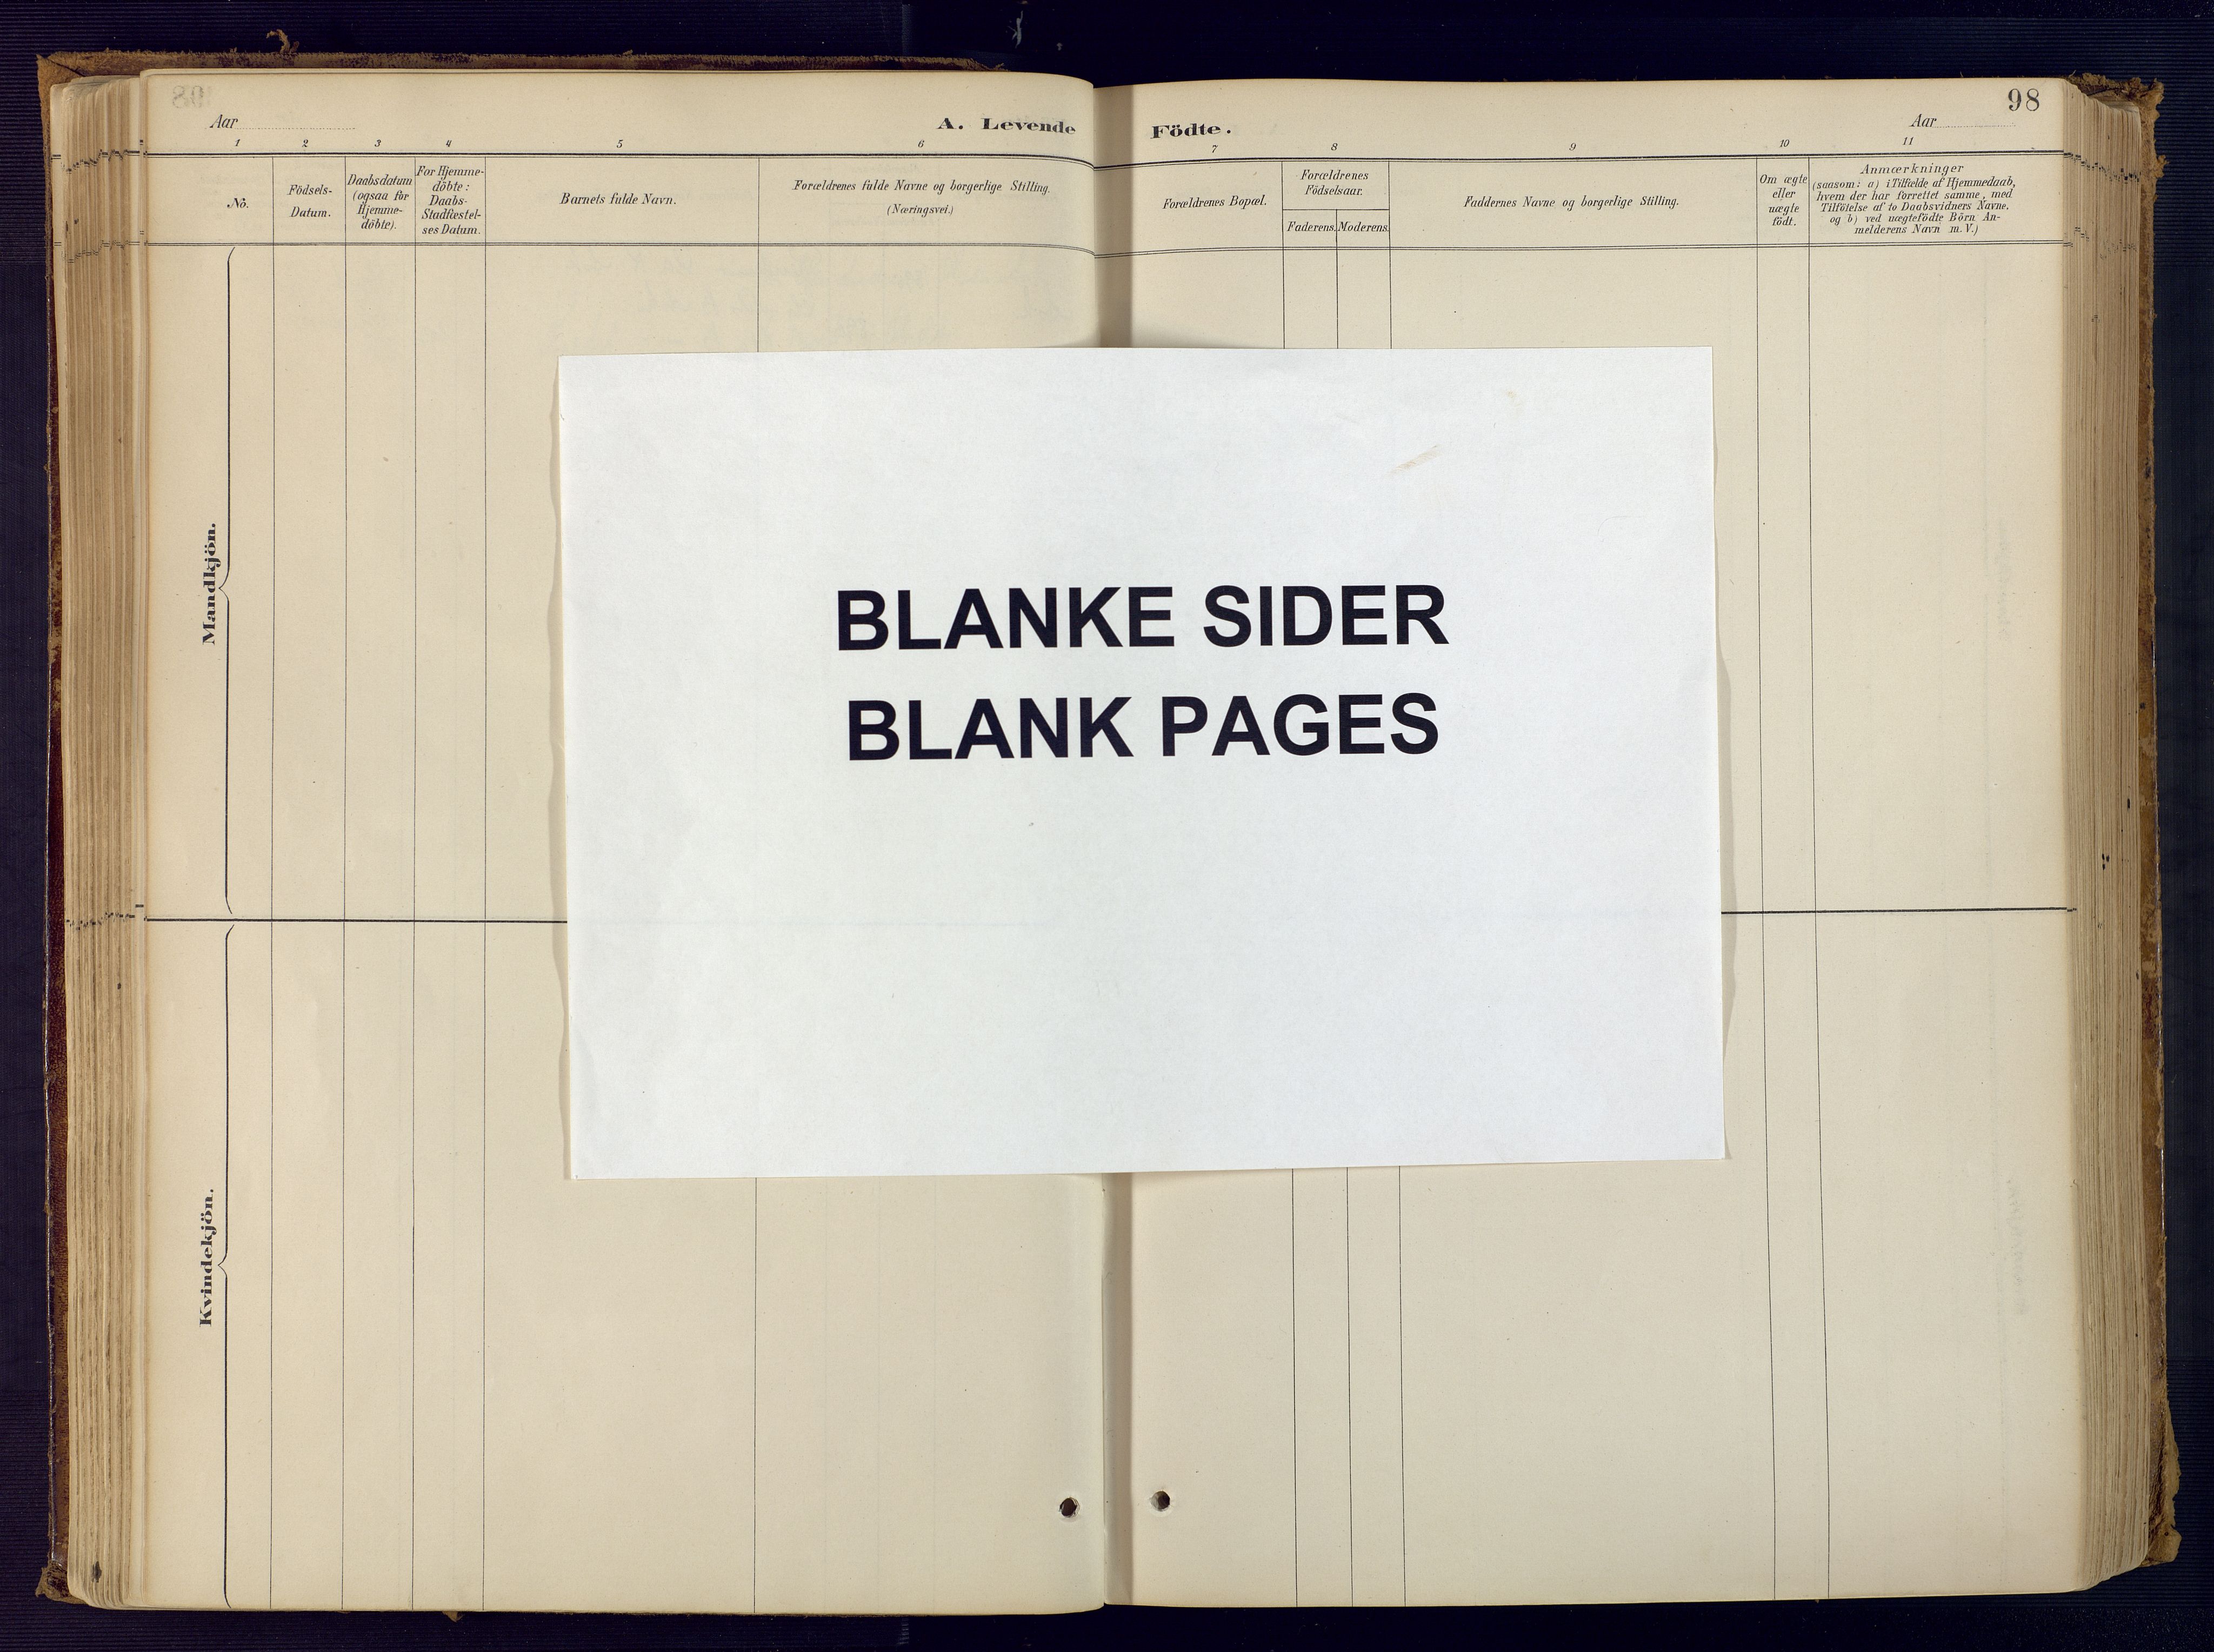 98
Aar
A. Levende Födte.
Aar
1 2 3 4 5 6 7 8 9 10 11
No.
Födsels-
Datum.
Daabsdatum
(ogsaa for
Hjemme-
döbte).
For Hjemme-
döbte:
Daabs-
Stadfæstel-
ses Datum.
Barnets fulde Navn.
Forældrenes fulde Navne og borgerlige Stilling.
(Næringsvei.)
Forældrenes Bopæl.
Forældrenes
Födselsaar.
Faderens. Moderens.
Faddernes Navne og borgerlige Stilling.
Om ægte
eller
uægte
födt.
Anmærkninger
(saasom: a) i Tilfælde af Hjemmedaab,
hvem der har forrettet samme, med
Tilföielse af to Daabsvidners Navne.
og b) ved uægtefödte Börn An-
melderens Navn m. V.)
Mandkjön.
BLANKE SIDER
BLANK PAGES
Kvindekjön.